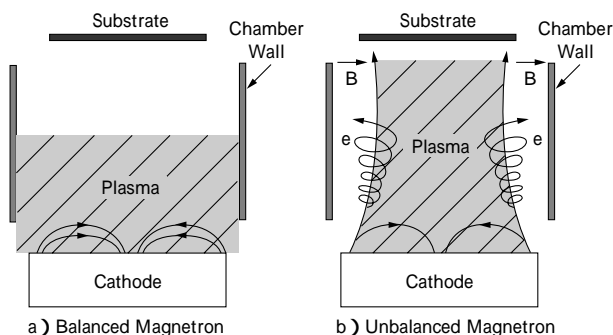 Substrate
Chamber
Wall
Plasma
Cathode
a) Balanced Magnetron
Substrate
Chamber
Wall
B
B
e
e
Plasma
Cathode
b) Unbalanced Magnetron